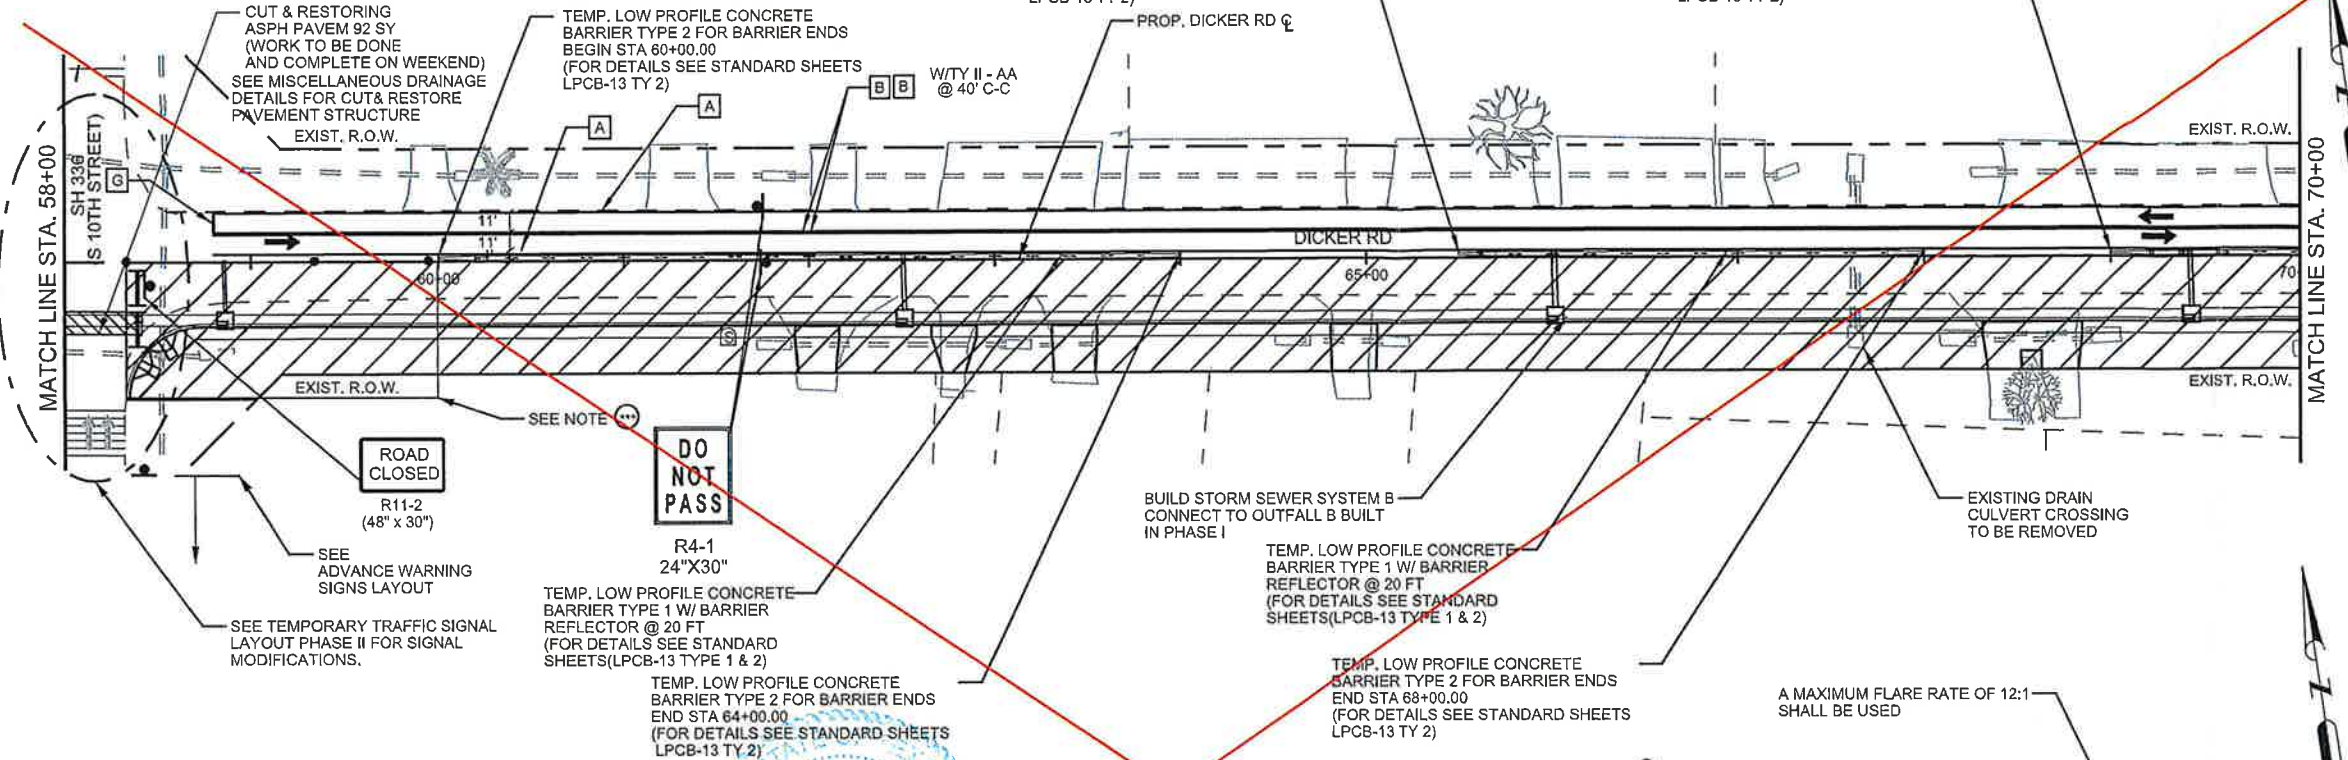 CUT & RESTORING
ASPH PAVEM 92 SY
(WORK TO BE DONE
AND COMPLETE ON WEEKEND)
SEE MISCELLANEOUS DRAINAGE
DETAILS FOR CUT& RESTORE
PAVEMENT STRUCTURE
EXIST. R.O.W.
TEMP. LOW PROFILE CONCRETE
BARRIER TYPE 2 FOR BARRIER ENDS
BEGIN STA 60+00.00
(FOR DETAILS SEE STANDARD SHEETS
LPCB-13 TY 2)
A
A
B B
W/TY II - AA
@ 40' C-C
PROP. DICKER RD ℄
EXIST. R.O.W.
MATCH LINE STA. 58+00
SH 336
(S 10TH STREET)
G
11'
11'
DICKER RD
60+00
65+00
70
MATCH LINE STA. 70+00
S
EXIST. R.O.W.
EXIST. R.O.W.
SEE NOTE
ROAD
CLOSED
R11-2
(48" x 30")
DO
NOT
PASS
R4-1
24"X30"
SEE
ADVANCE WARNING
SIGNS LAYOUT
SEE TEMPORARY TRAFFIC SIGNAL
LAYOUT PHASE II FOR SIGNAL
MODIFICATIONS.
TEMP. LOW PROFILE CONCRETE
BARRIER TYPE 1 W/ BARRIER
REFLECTOR @ 20 FT
(FOR DETAILS SEE STANDARD
SHEETS(LPCB-13 TYPE 1 & 2)
TEMP. LOW PROFILE CONCRETE
BARRIER TYPE 2 FOR BARRIER ENDS
END STA 64+00.00
(FOR DETAILS SEE STANDARD SHEETS
LPCB-13 TY 2)
BUILD STORM SEWER SYSTEM B
CONNECT TO OUTFALL B BUILT
IN PHASE I
TEMP. LOW PROFILE CONCRETE
BARRIER TYPE 1 W/ BARRIER
REFLECTOR @ 20 FT
(FOR DETAILS SEE STANDARD
SHEETS(LPCB-13 TYPE 1 & 2)
TEMP. LOW PROFILE CONCRETE
BARRIER TYPE 2 FOR BARRIER ENDS
END STA 68+00.00
(FOR DETAILS SEE STANDARD SHEETS
LPCB-13 TY 2)
EXISTING DRAIN
CULVERT CROSSING
TO BE REMOVED
A MAXIMUM FLARE RATE OF 12:1
SHALL BE USED